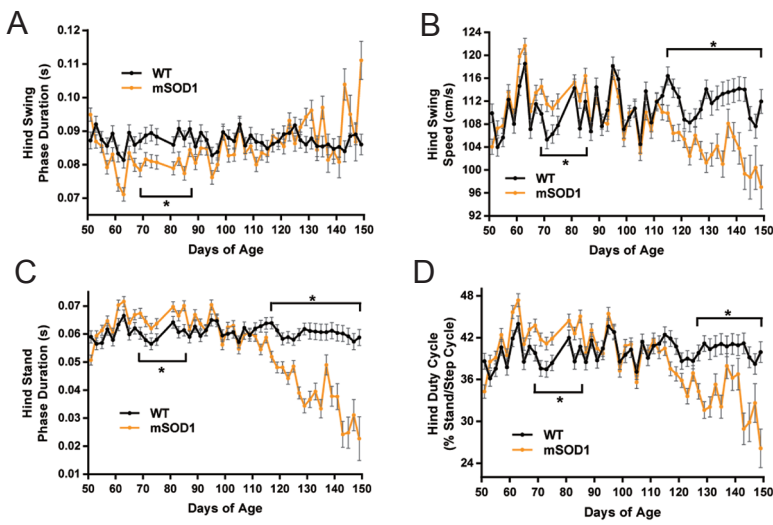 A
Hind Swing
Phase Duration (s)
0.12
0.11
0.10
0.09
0.08
0.07
WT
mSOD1
*
50 60 70 80 90 100 110 120 130 140 150
Days of Age
B
Hind Swing
Speed (cm/s)
124
120
116
112
108
104
100
96
92
*
*
WT
mSOD1
50 60 70 80 90 100 110 120 130 140 150
Days of Age
C
Hind Stand
Phase Duration (s)
0.07
0.06
0.05
0.04
0.03
0.02
0.01
*
*
WT
mSOD1
50 60 70 80 90 100 110 120 130 140 150
Days of Age
D
Hind Duty Cycle
(% Stand/Step Cycle)
48
42
36
30
24
*
*
WT
mSOD1
50 60 70 80 90 100 110 120 130 140 150
Days of Age